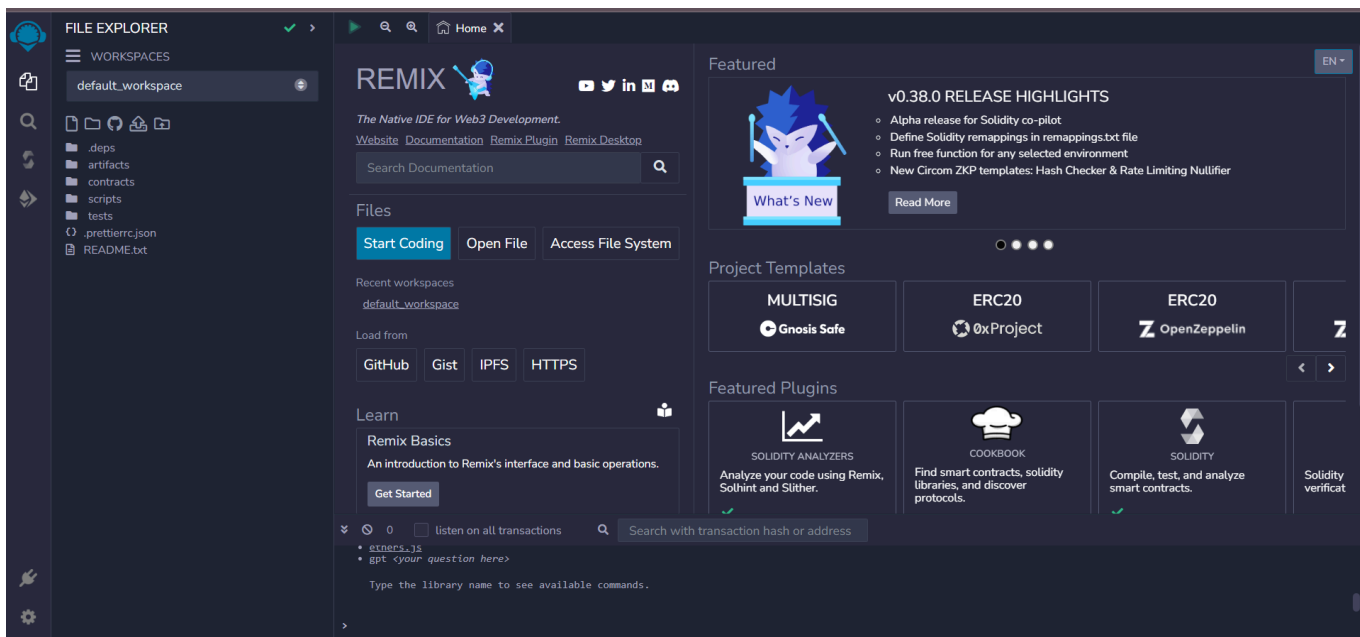 FILE EXPLORER
WORKSPACES
default_workspace
.deps
artifacts
contracts
scripts
tests
.prettierrc.json
README.txt
Home
REMIX
The Native IDE for Web3 Development.
Website Documentation Remix Plugin Remix Desktop
Search Documentation
Files
Start Coding Open File Access File System
Recent workspaces
default_workspace
Load from
GitHub Gist IPFS HTTPS
Learn
Remix Basics
An introduction to Remix's interface and basic operations.
Get Started
Featured
EN
What's New
v0.38.0 RELEASE HIGHLIGHTS
Alpha release for Solidity co-pilot
Define Solidity remappings in remappings.txt file
Run free function for any selected environment
New Circom ZKP templates: Hash Checker & Rate Limiting Nullifier
Read More
Project Templates
MULTISIG
Gnosis Safe
ERC20
0xProject
ERC20
OpenZeppelin
Featured Plugins
SOLIDITY ANALYZERS
Analyze your code using Remix,
Solhint and Slither.
COOKBOOK
Find smart contracts, solidity
libraries, and discover
protocols.
SOLIDITY
Compile, test, and analyze
smart contracts.
Solidity
verificat
0 listen on all transactions Search with transaction hash or address
ethers.js
gpt <your question here>
Type the library name to see available commands.
>